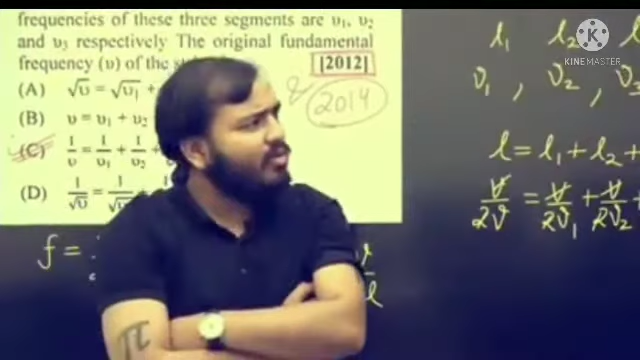 frequencies of these three segments are υ₁, υ₂
and υ₃ respectively The original fundamental
frequency (υ) of the
[2012]
& 2014
(A) √υ = √υ₁ +
(B) υ = υ₁ + υ₂
(C) 1/υ = 1/υ₁ + 1/υ₂ +
(D) 1/√υ = 1/√υ₁
f =
l₁ l₂ l
υ₁ , υ₂ , υ₃
l = l₁ + l₂ +
v/2υ = v/2υ₁ + v/2υ₂ +
π
K
KINEMASTER